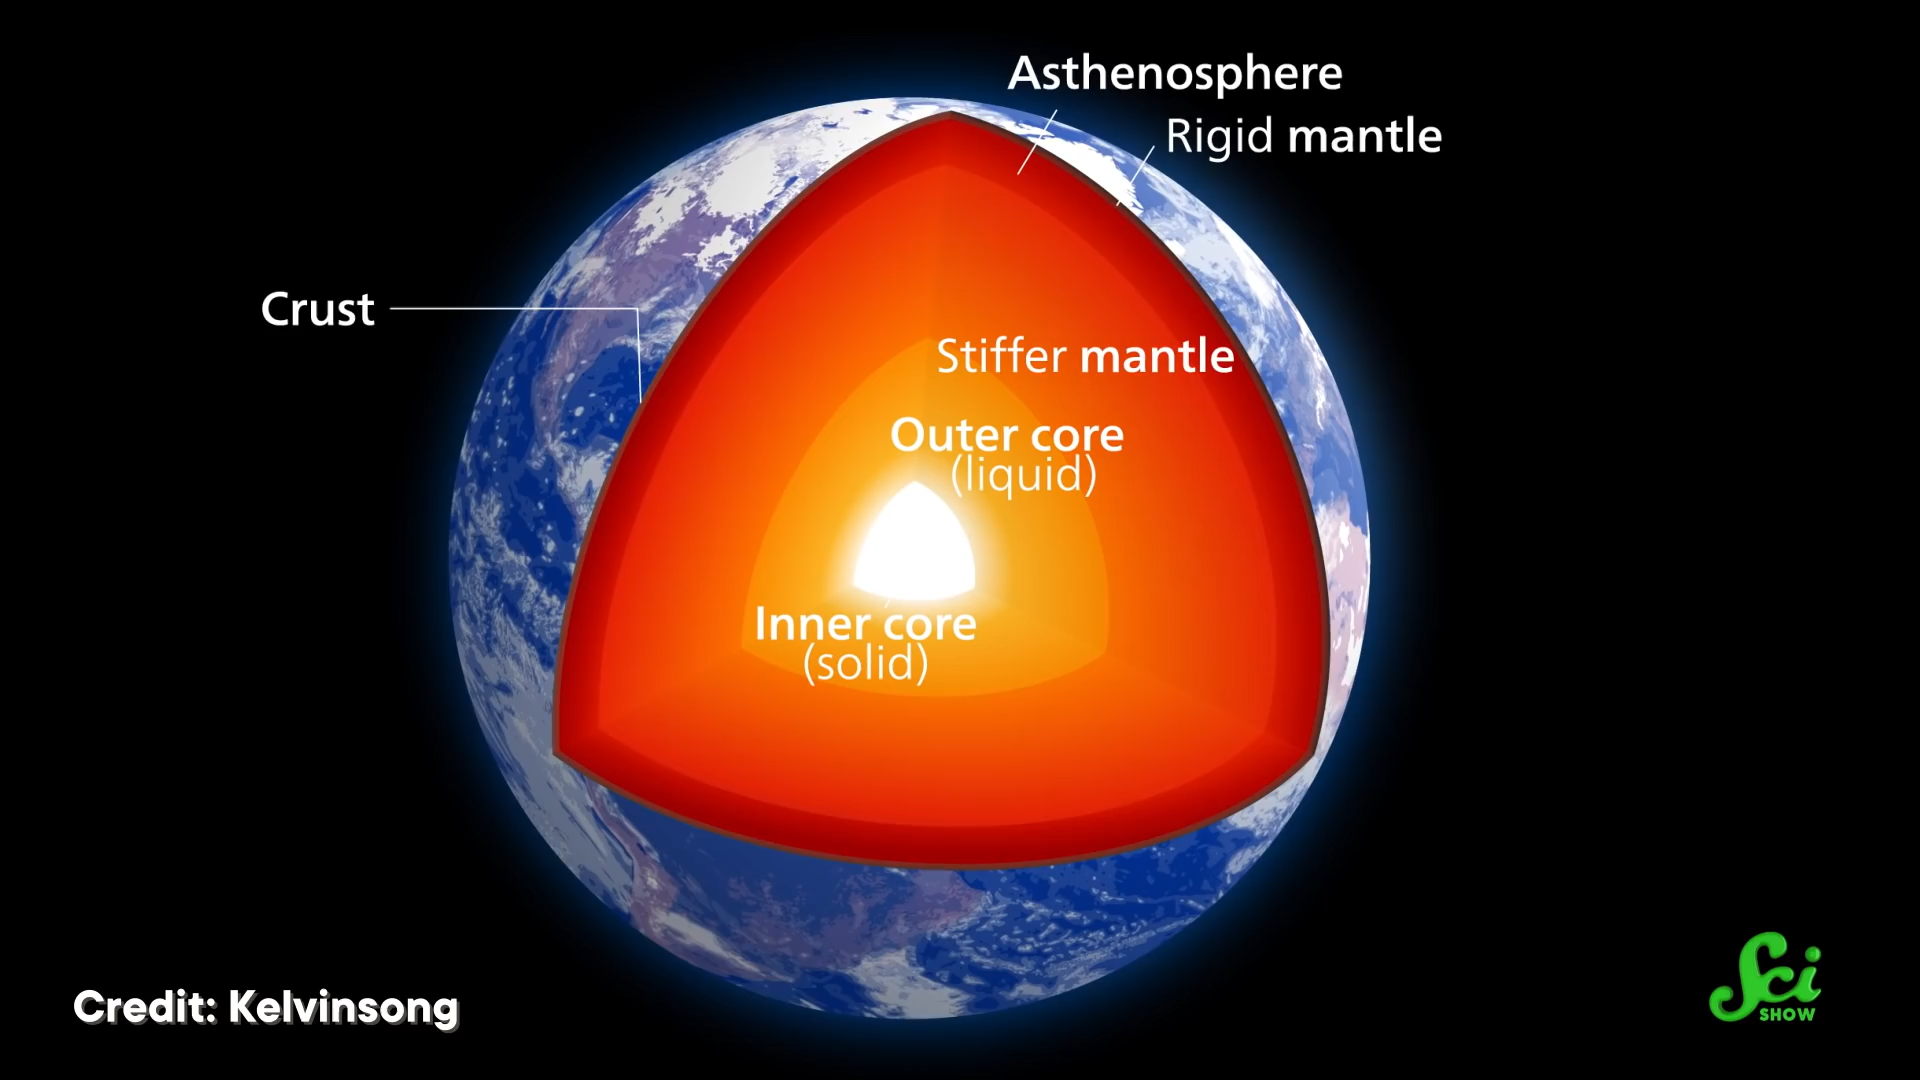 Asthenosphere
Rigid mantle
Crust
Stiffer mantle
Outer core
(liquid)
Inner core
(solid)
Credit: Kelvinsong
Sci
SHOW